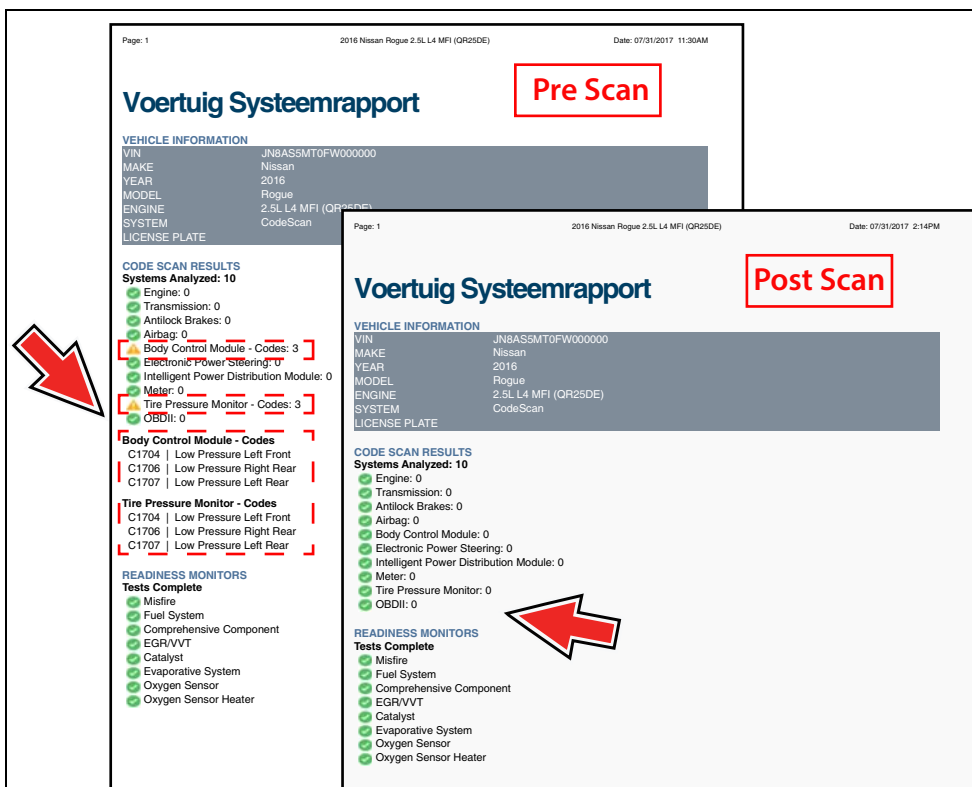 Page: 1 2016 Nissan Rogue 2.5L L4 MFI (QR25DE) Date: 07/31/2017 11:30AM
Pre Scan
Voertuig Systeemrapport
VEHICLE INFORMATION
VIN JN8AS5MT0FW000000
MAKE Nissan
YEAR 2016
MODEL Rogue
ENGINE 2.5L L4 MFI (QR25DE)
SYSTEM CodeScan
LICENSE PLATE
CODE SCAN RESULTS
Systems Analyzed: 10
Engine: 0
Transmission: 0
Antilock Brakes: 0
Airbag: 0
Body Control Module - Codes: 3
Electronic Power Steering: 0
Intelligent Power Distribution Module: 0
Meter: 0
Tire Pressure Monitor - Codes: 3
OBDII: 0
Body Control Module - Codes
C1704 | Low Pressure Left Front
C1706 | Low Pressure Right Rear
C1707 | Low Pressure Left Rear
Tire Pressure Monitor - Codes
C1704 | Low Pressure Left Front
C1706 | Low Pressure Right Rear
C1707 | Low Pressure Left Rear
READINESS MONITORS
Tests Complete
Misfire
Fuel System
Comprehensive Component
EGR/VVT
Catalyst
Evaporative System
Oxygen Sensor
Oxygen Sensor Heater
Page: 1 2016 Nissan Rogue 2.5L L4 MFI (QR25DE) Date: 07/31/2017 2:14PM
Post Scan
Voertuig Systeemrapport
VEHICLE INFORMATION
VIN JN8AS5MT0FW000000
MAKE Nissan
YEAR 2016
MODEL Rogue
ENGINE 2.5L L4 MFI (QR25DE)
SYSTEM CodeScan
LICENSE PLATE
CODE SCAN RESULTS
Systems Analyzed: 10
Engine: 0
Transmission: 0
Antilock Brakes: 0
Airbag: 0
Body Control Module: 0
Electronic Power Steering: 0
Intelligent Power Distribution Module: 0
Meter: 0
Tire Pressure Monitor: 0
OBDII: 0
READINESS MONITORS
Tests Complete
Misfire
Fuel System
Comprehensive Component
EGR/VVT
Catalyst
Evaporative System
Oxygen Sensor
Oxygen Sensor Heater